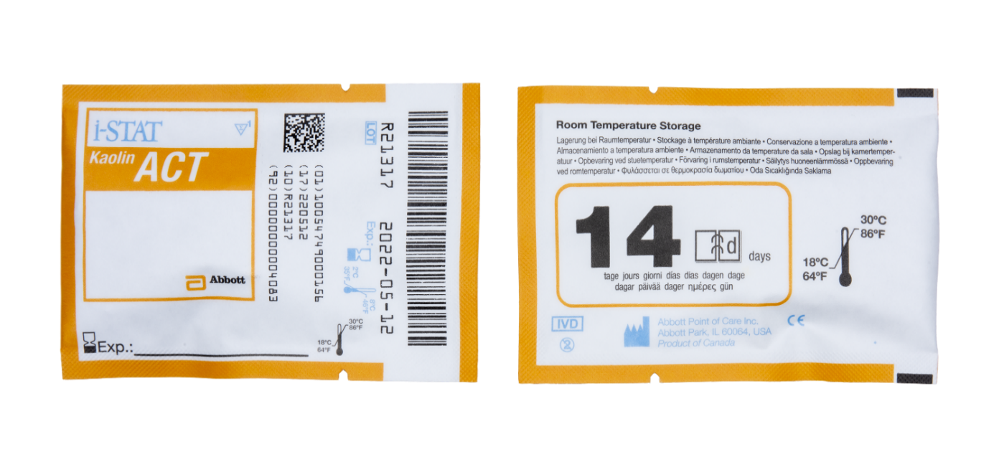 i-STAT
1
Kaolin ACT
Abbott
Exp.:
30°C
86°F
18°C
64°F
(01)10054749000156
(17)220512
(10)R21317
(92)0000000004083
LOT R21317
Exp.: 2022-05-12
2°C
35°F
8°C
46°F
Room Temperature Storage
Lagerung bei Raumtemperatur • Stockage à température ambiante • Conservazione a temperatura ambiente •
Almacenamiento a temperatura ambiente • Armazenamento da temperature da sala • Opslag bij kamertemper-
atuur • Opbevaring ved stuetemperatur • Förvaring i rumstemperatur • Säilytys huoneenlämmössä • Oppbevaring
ved romtemperatur • Φυλάσσεται σε θερμοκρασία δωματίου • Oda Sıcaklığında Saklama
14 d days
tage jours giorni días dias dagen dage
dagar päivää dager ημέρες gün
30°C
86°F
18°C
64°F
IVD
2
Abbott Point of Care Inc.
Abbott Park, IL 60064, USA
Product of Canada
CE